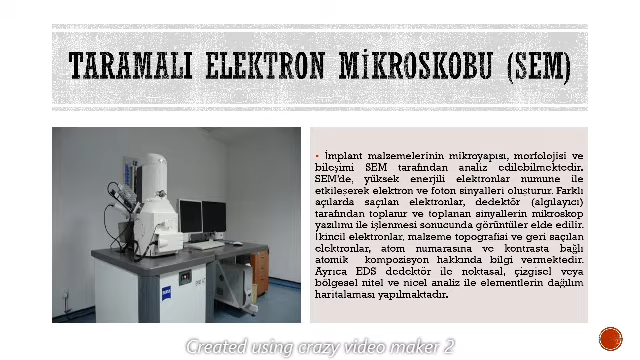 TARAMALI ELEKTRON MİKROSKOBU (SEM)
İmplant malzemelerinin mikroyapısı, morfolojisi ve
bileşimi SEM tarafından analiz edilebilmektedir.
SEM'de, yüksek enerjili elektronlar numune ile
etkileşerek elektron ve foton sinyalleri oluşturur. Farklı
açılarda saçılan elektronlar, dedektör (algılayıcı)
tarafından toplanır ve toplanan sinyallerin mikroskop
yazılımı ile işlenmesi sonucunda görüntüler elde edilir.
İkincil elektronlar, malzeme topografisi ve geri saçılan
elektronlar, atom numarasına ve kontrasta bağlı
atomik kompozisyon hakkında bilgi vermektedir.
Ayrıca EDS dedektör ile noktasal, çizgisel veya
bölgesel nitel ve nicel analiz ile elementlerin dağılım
haritalaması yapılmaktadır.
Created using crazy video maker 2